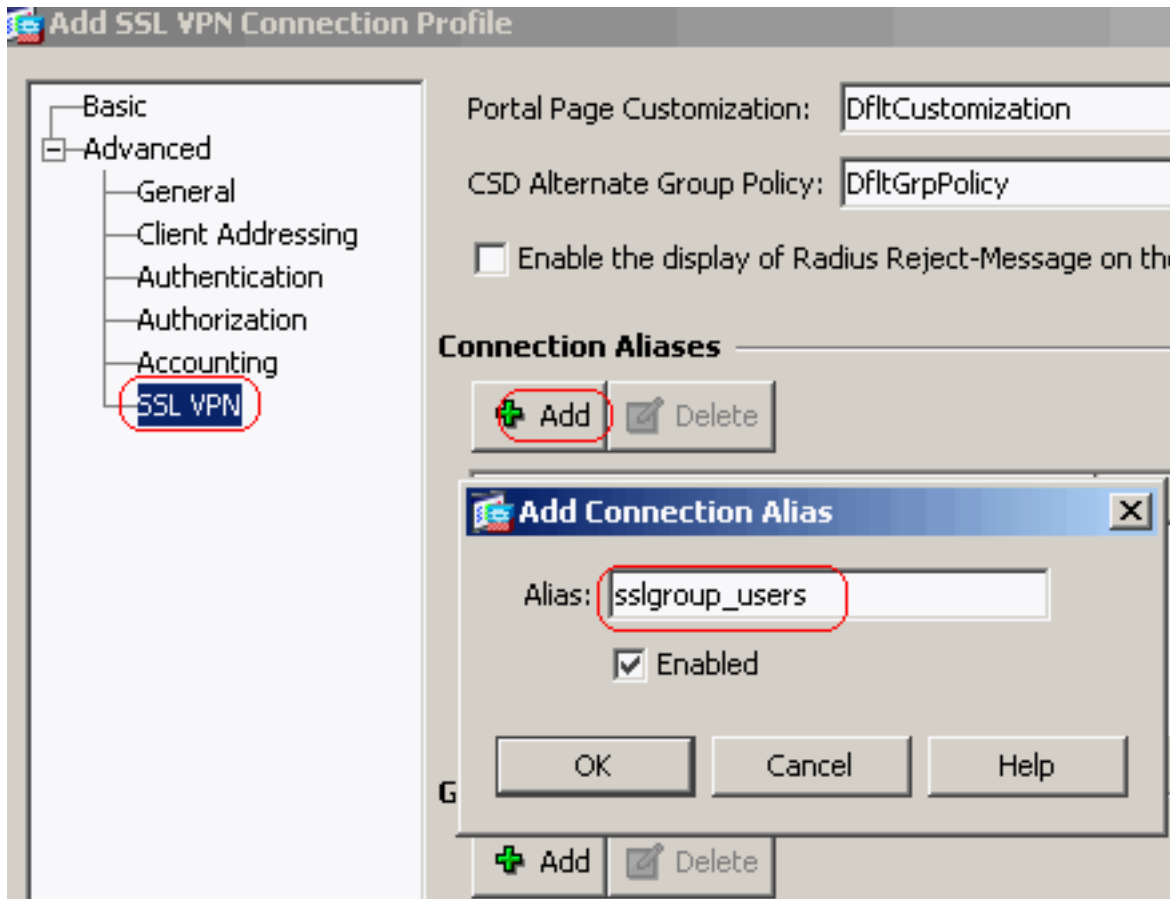 Add SSL VPN Connection Profile
Basic
Advanced
General
Client Addressing
Authentication
Authorization
Accounting
SSL VPN
Portal Page Customization: DfltCustomization
CSD Alternate Group Policy: DfltGrpPolicy
Enable the display of Radius Reject-Message on
Connection Aliases
Add Delete
Add Connection Alias
Alias: sslgroup_users
Enabled
OK Cancel Help
Add Delete